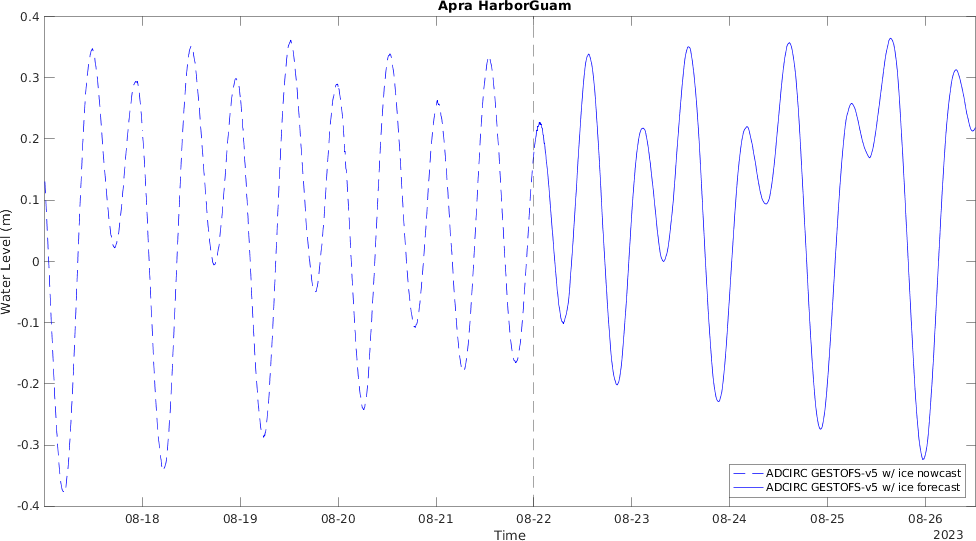 Apra HarborGuam
0.4
0.3
0.2
0.1
0
-0.1
-0.2
-0.3
-0.4
Water Level (m)
ADCIRC GESTOFS-v5 w/ ice nowcast
ADCIRC GESTOFS-v5 w/ ice forecast
08-18 08-19 08-20 08-21 08-22 08-23 08-24 08-25 08-26
Time
2023